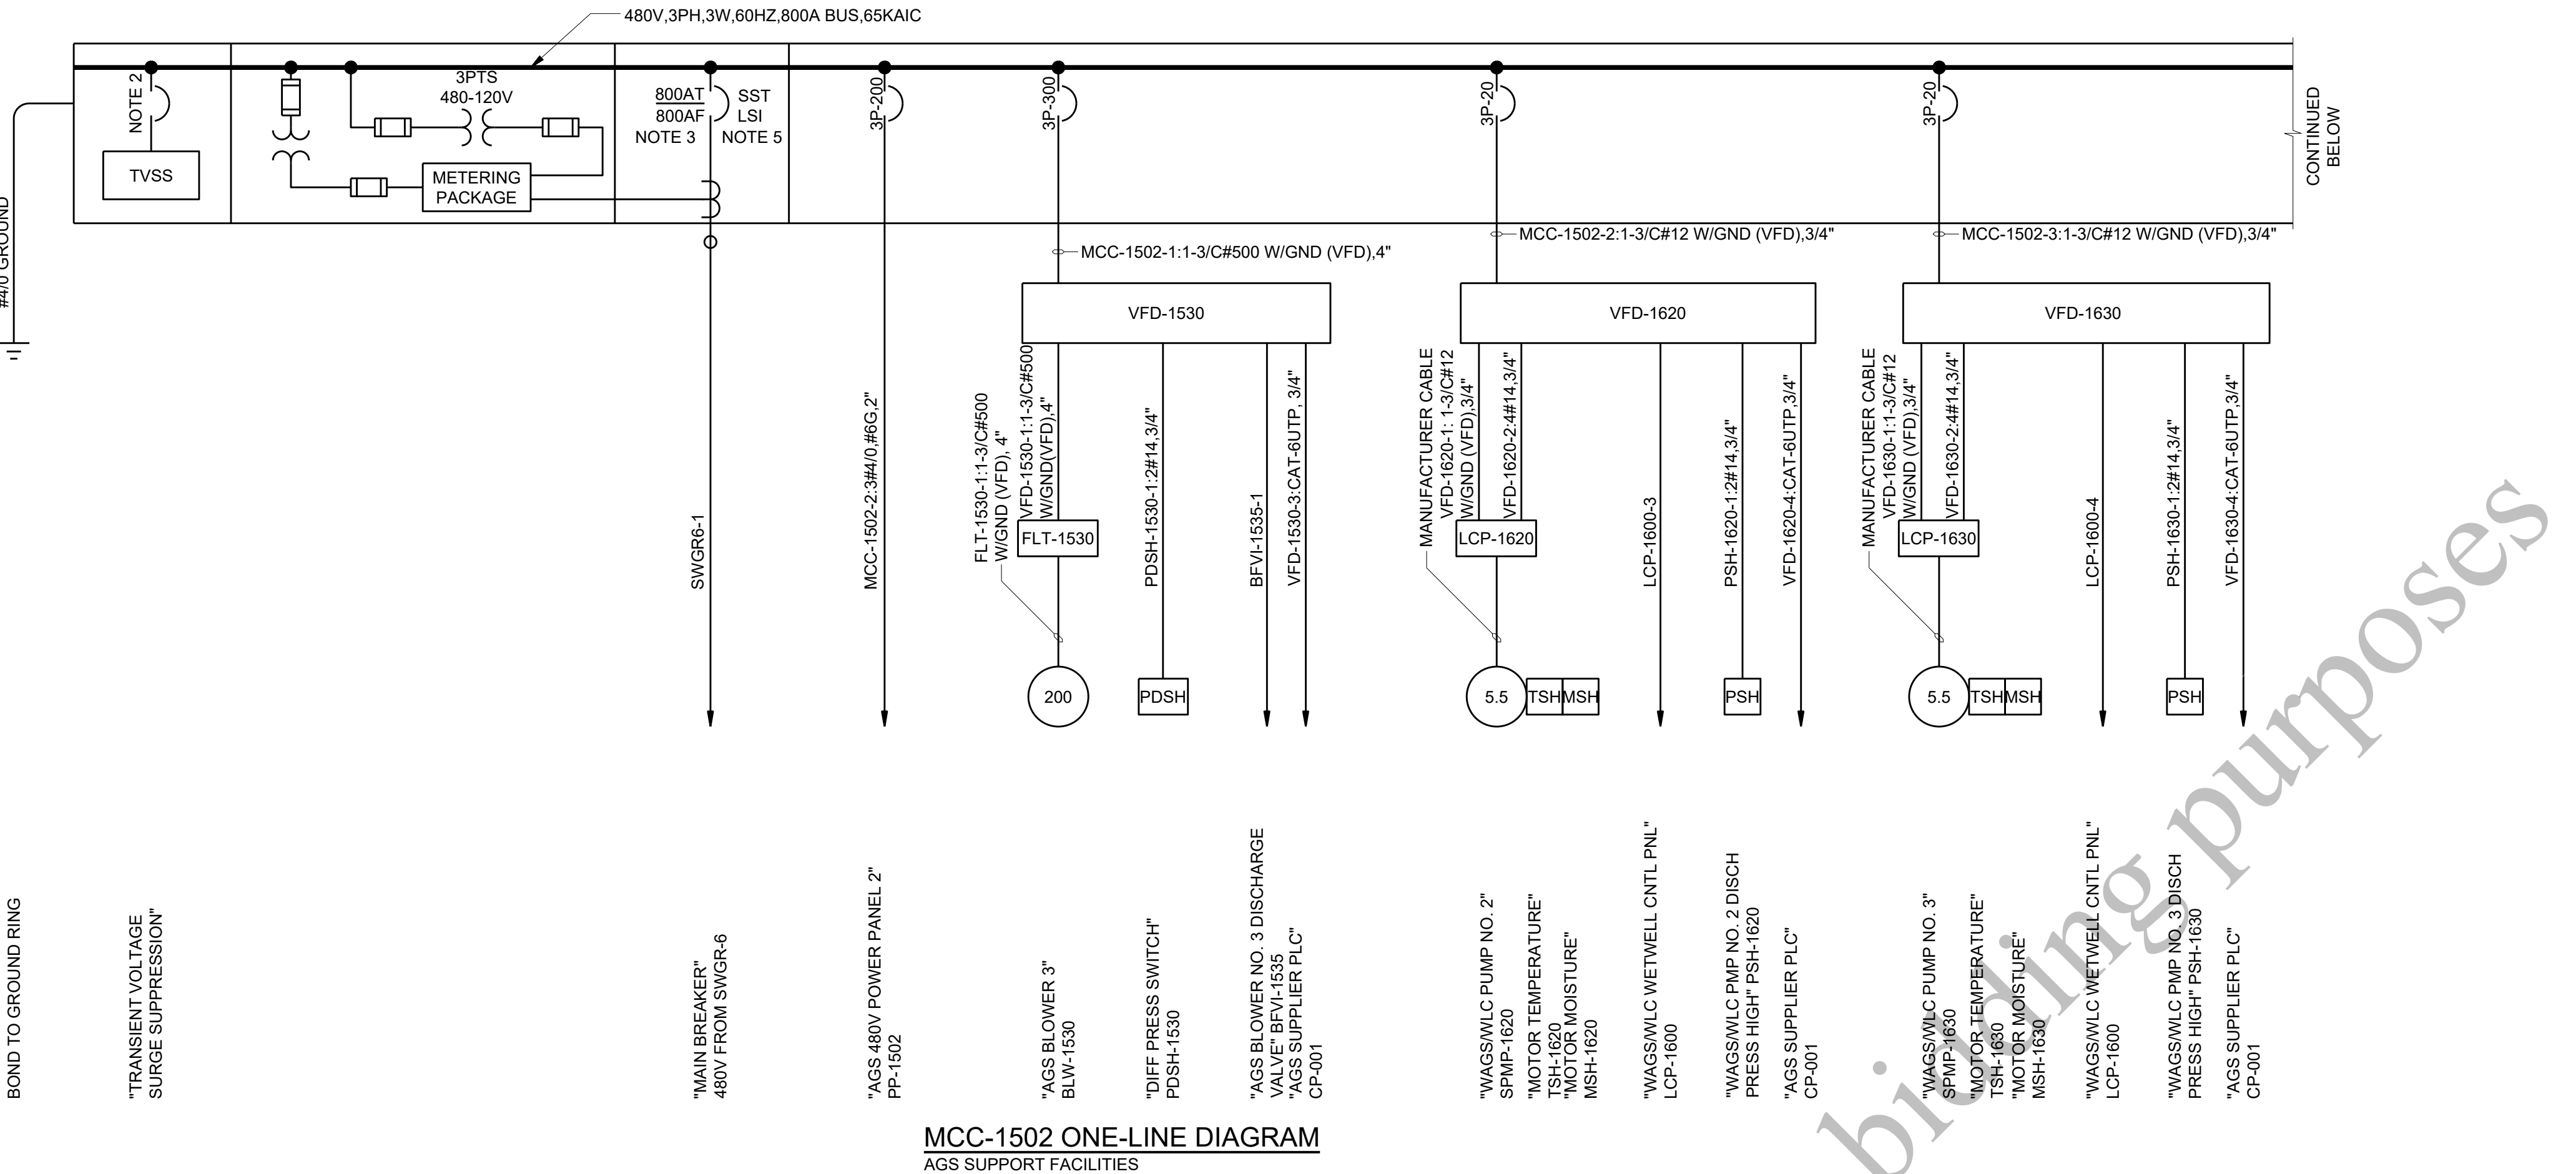 480V,3PH,3W,60HZ,800A BUS,65KAIC
NOTE 2
TVSS
3PTS
480-120V
METERING
PACKAGE
800AT
800AF
NOTE 3
SST
LSI
NOTE 5
3P-200
3P-300
3P-20
3P-20
CONTINUED
BELOW
#4/0 GROUND
MCC-1502-1:1-3/C#500 W/GND (VFD),4"
MCC-1502-2:1-3/C#12 W/GND (VFD),3/4"
MCC-1502-3:1-3/C#12 W/GND (VFD),3/4"
VFD-1530
VFD-1620
VFD-1630
SWGR6-1
MCC-1502-2:3#4/0,#6G,2"
FLT-1530-1:1-3/C#500
W/GND (VFD), 4"
VFD-1530-1:1-3/C#500
W/GND(VFD),4"
FLT-1530
PDSH-1530-1:2#14,3/4"
BFVI-1535-1
VFD-1530-3:CAT-6UTP, 3/4"
MANUFACTURER CABLE
VFD-1620-1: 1-3/C#12
W/GND (VFD),3/4"
VFD-1620-2:4#14,3/4"
LCP-1620
LCP-1600-3
PSH-1620-1:2#14,3/4"
VFD-1620-4:CAT-6UTP,3/4"
MANUFACTURER CABLE
VFD-1630-1:1-3/C#12
W/GND (VFD),3/4"
VFD-1630-2:4#14,3/4"
LCP-1630
LCP-1600-4
PSH-1630-1:2#14,3/4"
VFD-1630-4:CAT-6UTP,3/4"
200
PDSH
5.5
TSH
MSH
PSH
5.5
TSH
MSH
PSH
BOND TO GROUND RING
"TRANSIENT VOLTAGE
SURGE SUPPRESSION"
"MAIN BREAKER"
480V FROM SWGR-6
"AGS 480V POWER PANEL 2"
PP-1502
"AGS BLOWER 3"
BLW-1530
"DIFF PRESS SWITCH"
PDSH-1530
"AGS BLOWER NO. 3 DISCHARGE
VALVE" BFVI-1535
"AGS SUPPLIER PLC"
CP-001
"WAGS/WLC PUMP NO. 2"
SPMP-1620
"MOTOR TEMPERATURE"
TSH-1620
"MOTOR MOISTURE"
MSH-1620
"WAGS/WLC WETWELL CNTL PNL"
LCP-1600
"WAGS/WLC PMP NO. 2 DISCH
PRESS HIGH" PSH-1620
"AGS SUPPLIER PLC"
CP-001
"WAGS/WLC PUMP NO. 3"
SPMP-1630
"MOTOR TEMPERATURE"
TSH-1630
"MOTOR MOISTURE"
MSH-1630
"WAGS/WLC WETWELL CNTL PNL"
LCP-1600
"WAGS/WLC PMP NO. 3 DISCH
PRESS HIGH" PSH-1630
"AGS SUPPLIER PLC"
CP-001
MCC-1502 ONE-LINE DIAGRAM
AGS SUPPORT FACILITIES
bidding purposes